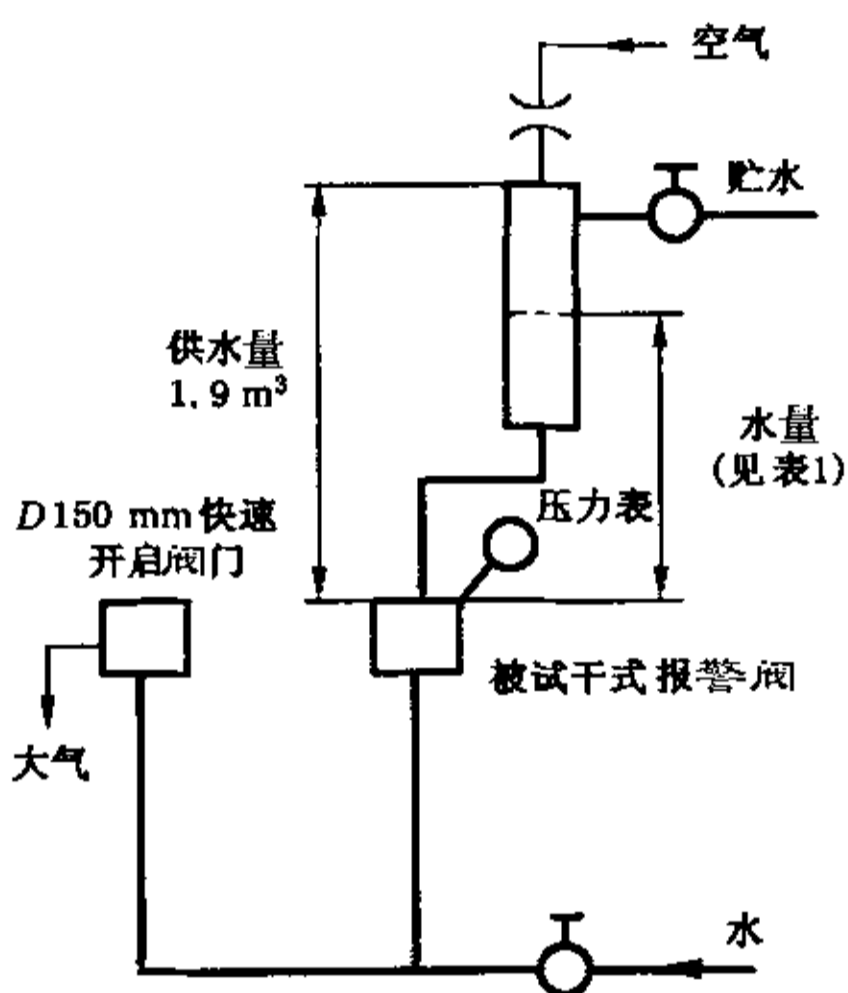 空气
贮水
供水量
1.9 m³
水量
(见表1)
压力表
D150 mm快速
开启阀门
被试干式报警阀
大气
水